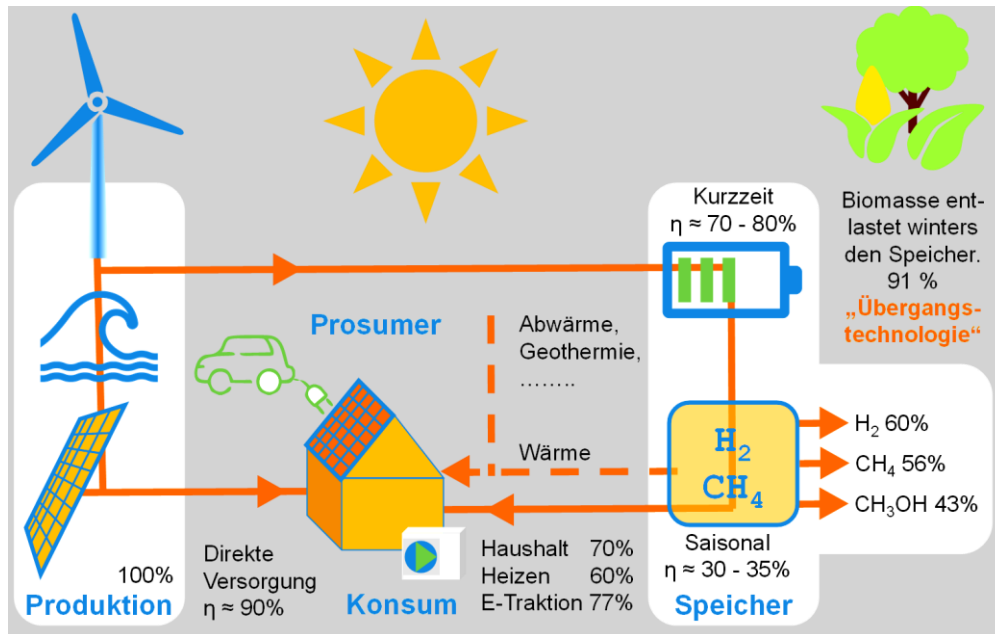 Kurzzeit
η ≈ 70 - 80%
Biomasse ent-
lastet winters
den Speicher.
91 %
„Übergangs-
technologie“
Prosumer
Abwärme,
Geothermie,
........
Wärme
H₂
CH₄
H₂ 60%
CH₄ 56%
CH₃OH 43%
100%
Produktion
Direkte
Versorgung
η ≈ 90%
Konsum
Haushalt 70%
Heizen 60%
E-Traktion 77%
Saisonal
η ≈ 30 - 35%
Speicher